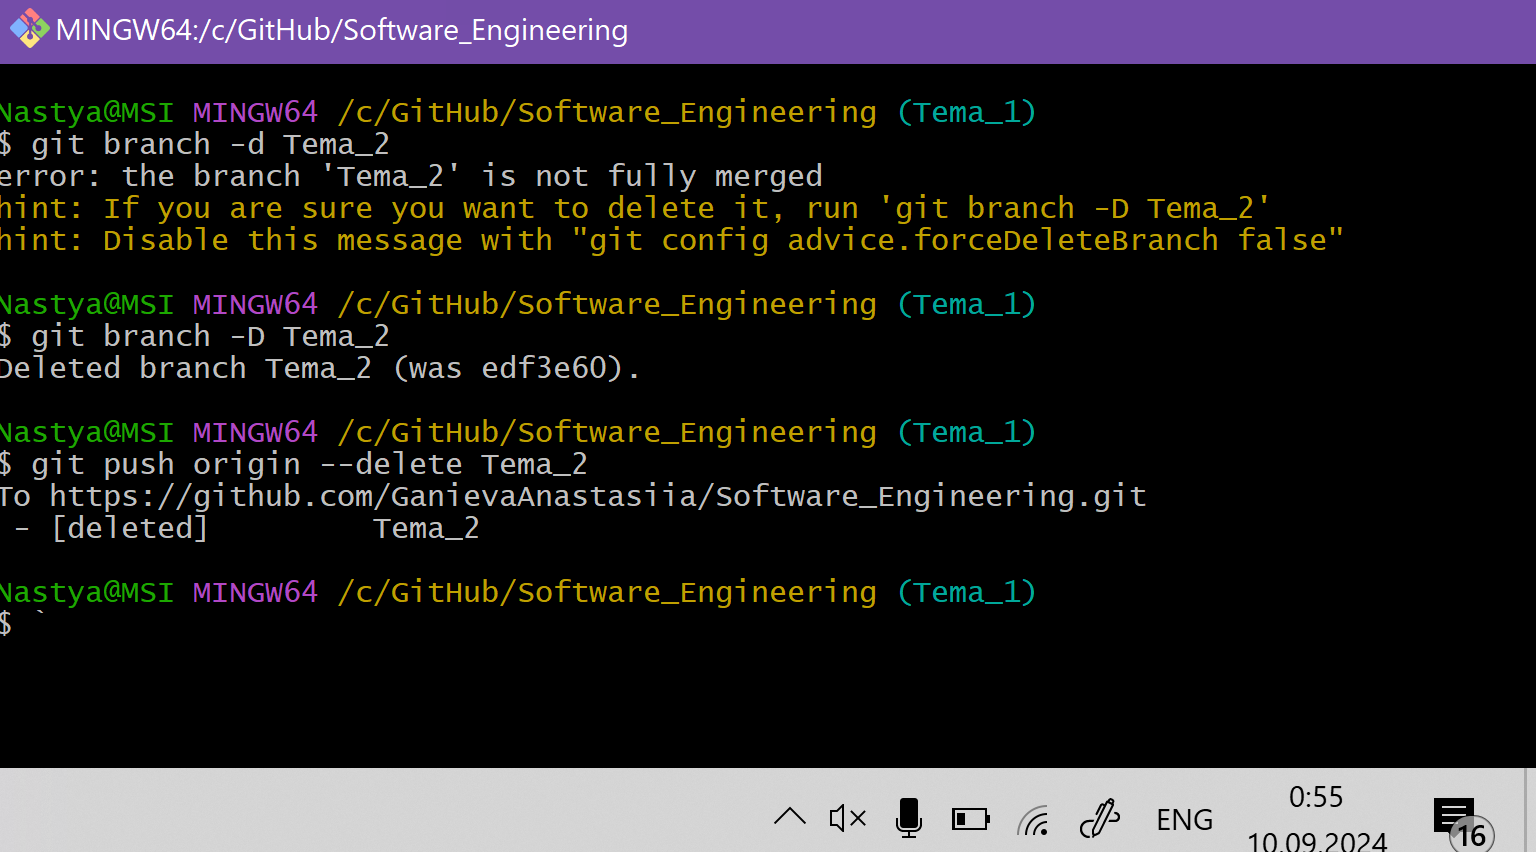 MINGW64:/c/GitHub/Software_Engineering
Nastya@MSI MINGW64 /c/GitHub/Software_Engineering (Tema_1)
$ git branch -d Tema_2
error: the branch 'Tema_2' is not fully merged
hint: If you are sure you want to delete it, run 'git branch -D Tema_2'
hint: Disable this message with "git config advice.forceDeleteBranch false"
Nastya@MSI MINGW64 /c/GitHub/Software_Engineering (Tema_1)
$ git branch -D Tema_2
Deleted branch Tema_2 (was edf3e60).
Nastya@MSI MINGW64 /c/GitHub/Software_Engineering (Tema_1)
$ git push origin --delete Tema_2
To https://github.com/GanievaAnastasiia/Software_Engineering.git
 - [deleted]         Tema_2
Nastya@MSI MINGW64 /c/GitHub/Software_Engineering (Tema_1)
$ `
ENG
0:55
10.09.2024
16